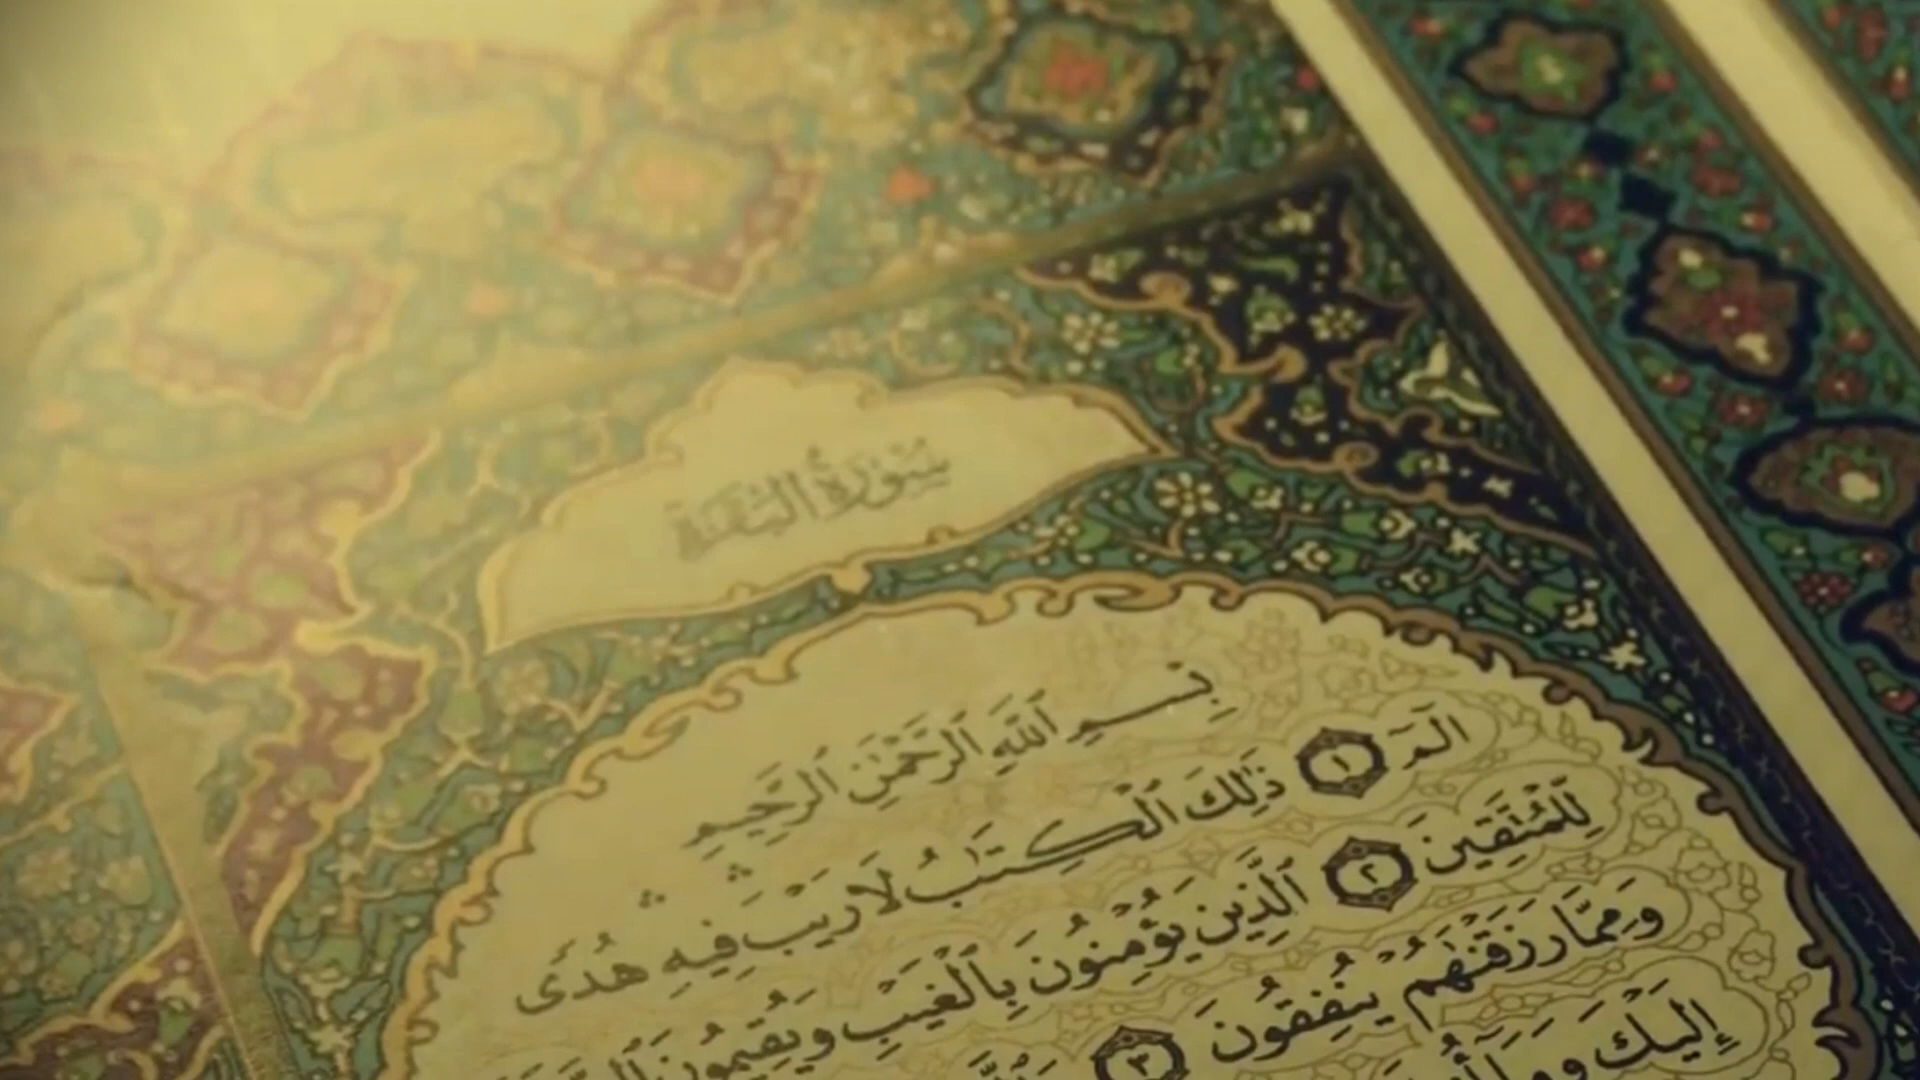 سُورَةُ البَقَرَةِ
بِسْمِ ٱللَّهِ ٱلرَّحْمَٰنِ ٱلرَّحِيمِ
الٓمٓ ١ ذَٰلِكَ ٱلْكِتَٰبُ لَا رَيْبَ فِيهِ هُدًى
لِّلْمُتَّقِينَ ٢ ٱلَّذِينَ يُؤْمِنُونَ بِٱلْغَيْبِ وَيُقِيمُونَ
وَمِمَّا رَزَقْنَٰهُمْ يُنفِقُونَ ٣
إِلَيْكَ وَمَآ